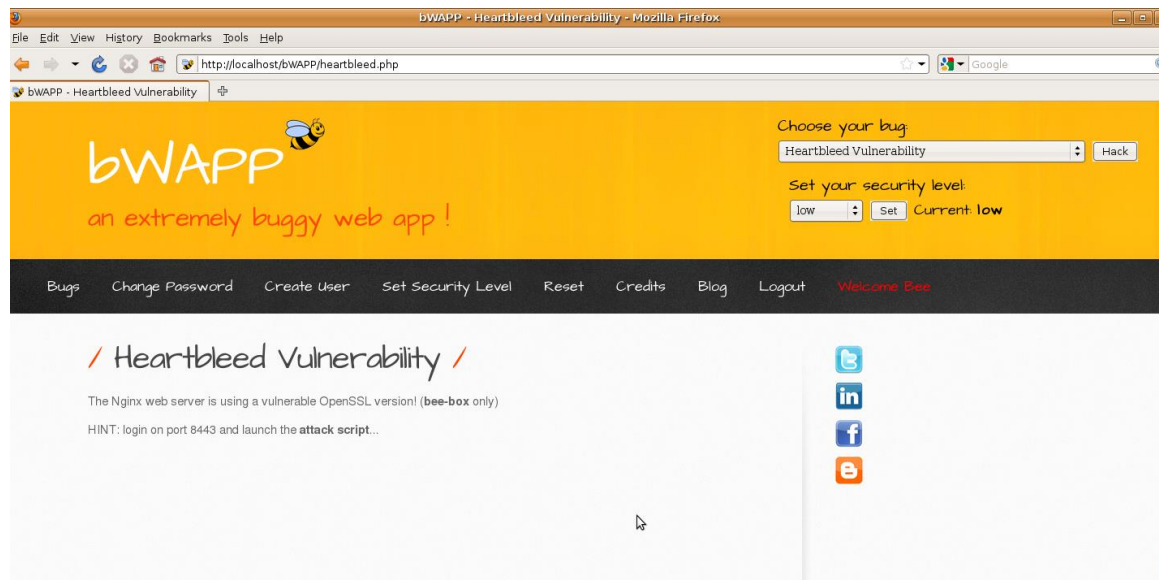 bWAPP - Heartbleed Vulnerability - Mozilla Firefox
File Edit View History Bookmarks Tools Help
http://localhost/bWAPP/heartbleed.php
Google
bWAPP - Heartbleed Vulnerability
bWAPP
an extremely buggy web app !
Choose your bug:
Heartbleed Vulnerability
Hack
Set your security level:
low Set Current: low
Bugs Change Password Create User Set Security Level Reset Credits Blog Logout Welcome Bee
/ Heartbleed Vulnerability /
The Nginx web server is using a vulnerable OpenSSL version! (bee-box only)
HINT: login on port 8443 and launch the attack script...